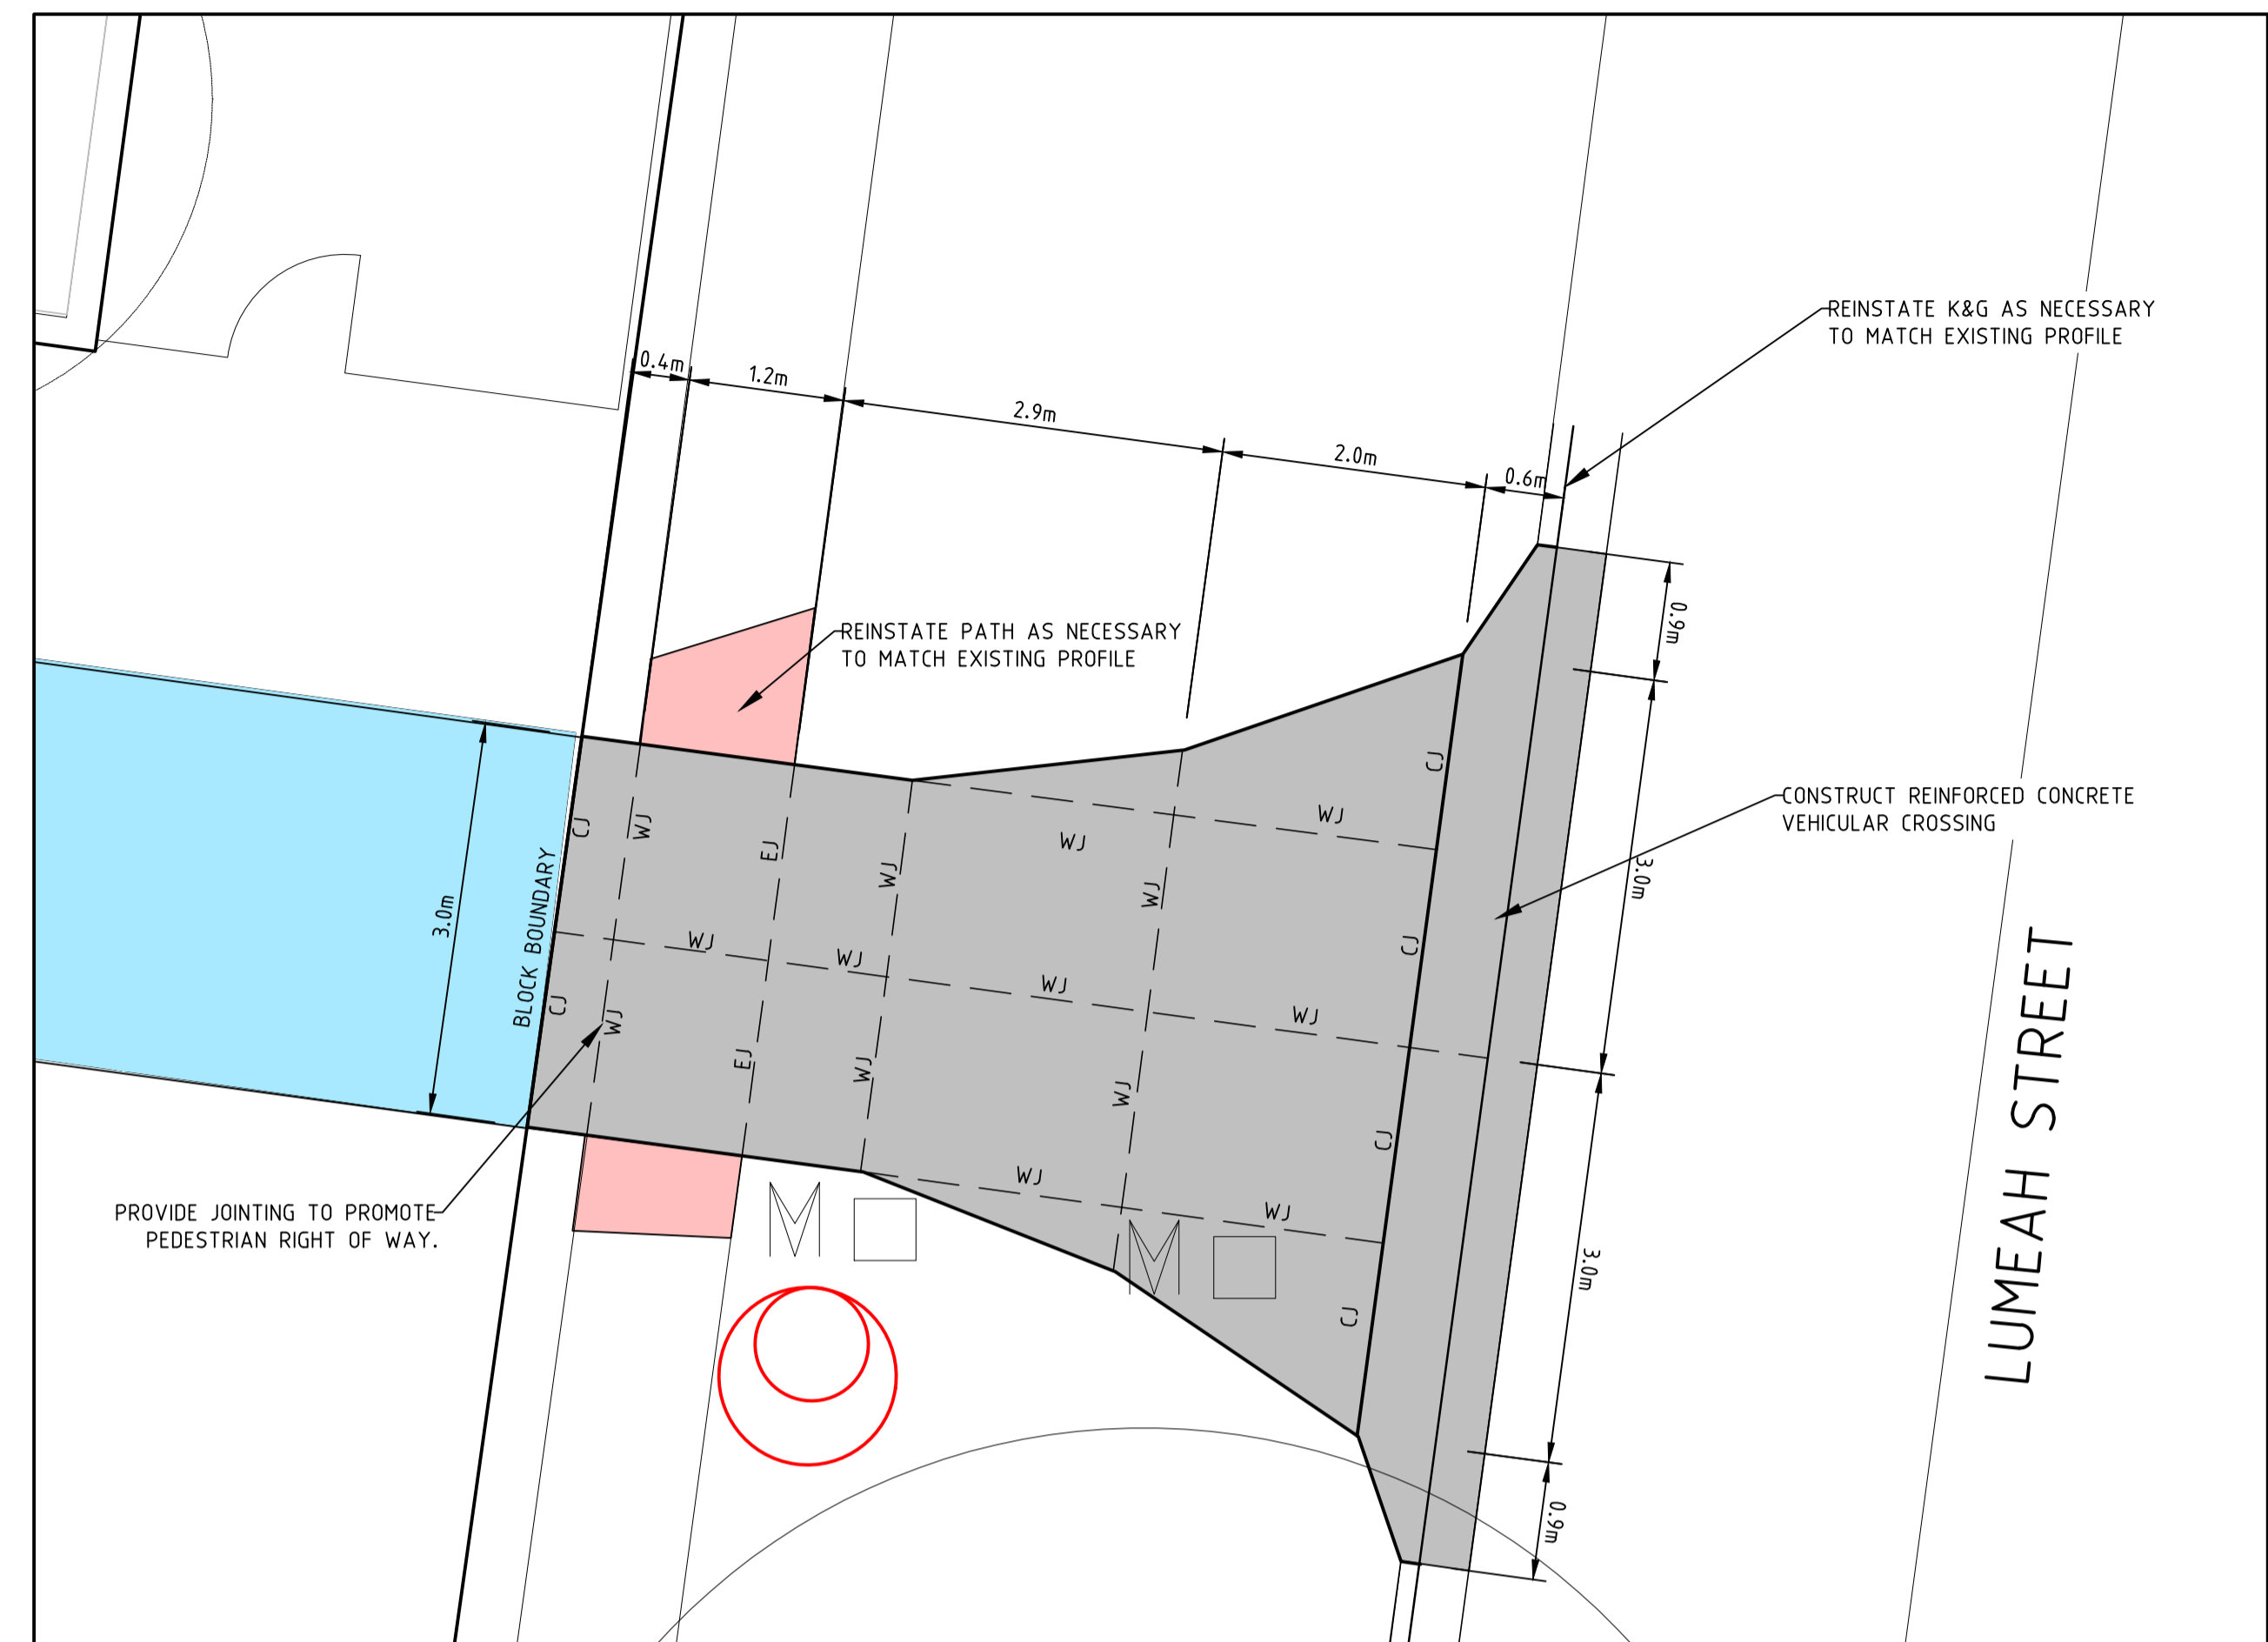 REINSTATE K&G AS NECESSARY
TO MATCH EXISTING PROFILE
0.4m
1.2m
2.9m
2.0m
0.6m
0.9m
REINSTATE PATH AS NECESSARY
TO MATCH EXISTING PROFILE
CONSTRUCT REINFORCED CONCRETE
VEHICULAR CROSSING
CJ
WJ
CJ
WJ
EJ
WJ
WJ
WJ
3.0m
3.0m
BLOCK BOUNDARY
WJ
WJ
WJ
WJ
CJ
CJ
WJ
EJ
WJ
WJ
CJ
LUMEAH STREET
WJ
WJ
PROVIDE JOINTING TO PROMOTE
PEDESTRIAN RIGHT OF WAY.
M
M
3.0m
CJ
0.9m